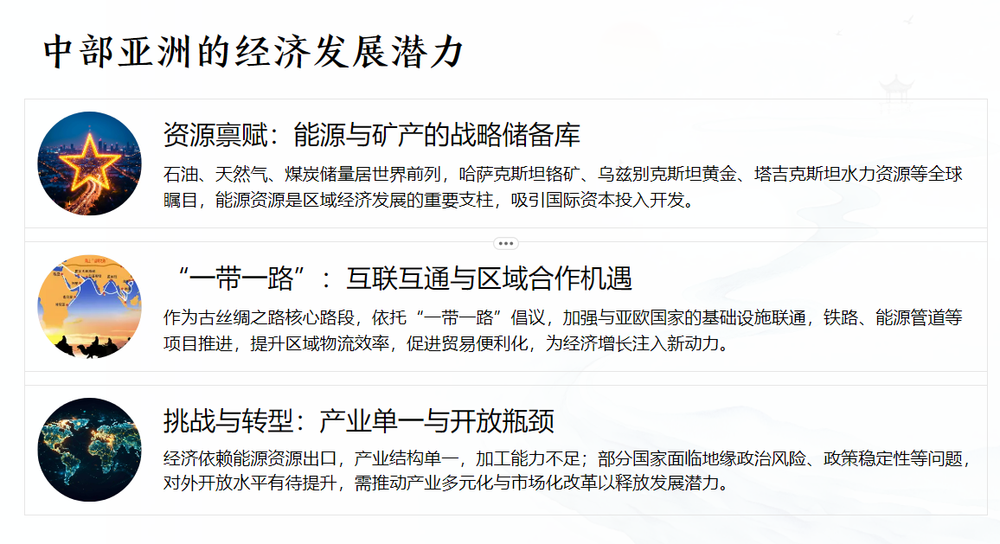 中部亚洲的经济发展潜力
资源禀赋：能源与矿产的战略储备库
石油、天然气、煤炭储量居世界前列，哈萨克斯坦铬矿、乌兹别克斯坦黄金、塔吉克斯坦水力资源等全球
瞩目，能源资源是区域经济发展的重要支柱，吸引国际资本投入开发。
“一带一路”：互联互通与区域合作机遇
作为古丝绸之路核心路段，依托“一带一路”倡议，加强与亚欧国家的基础设施联通，铁路、能源管道等
项目推进，提升区域物流效率，促进贸易便利化，为经济增长注入新动力。
挑战与转型：产业单一与开放瓶颈
经济依赖能源资源出口，产业结构单一，加工能力不足；部分国家面临地缘政治风险、政策稳定性等问题，
对外开放水平有待提升，需推动产业多元化与市场化改革以释放发展潜力。